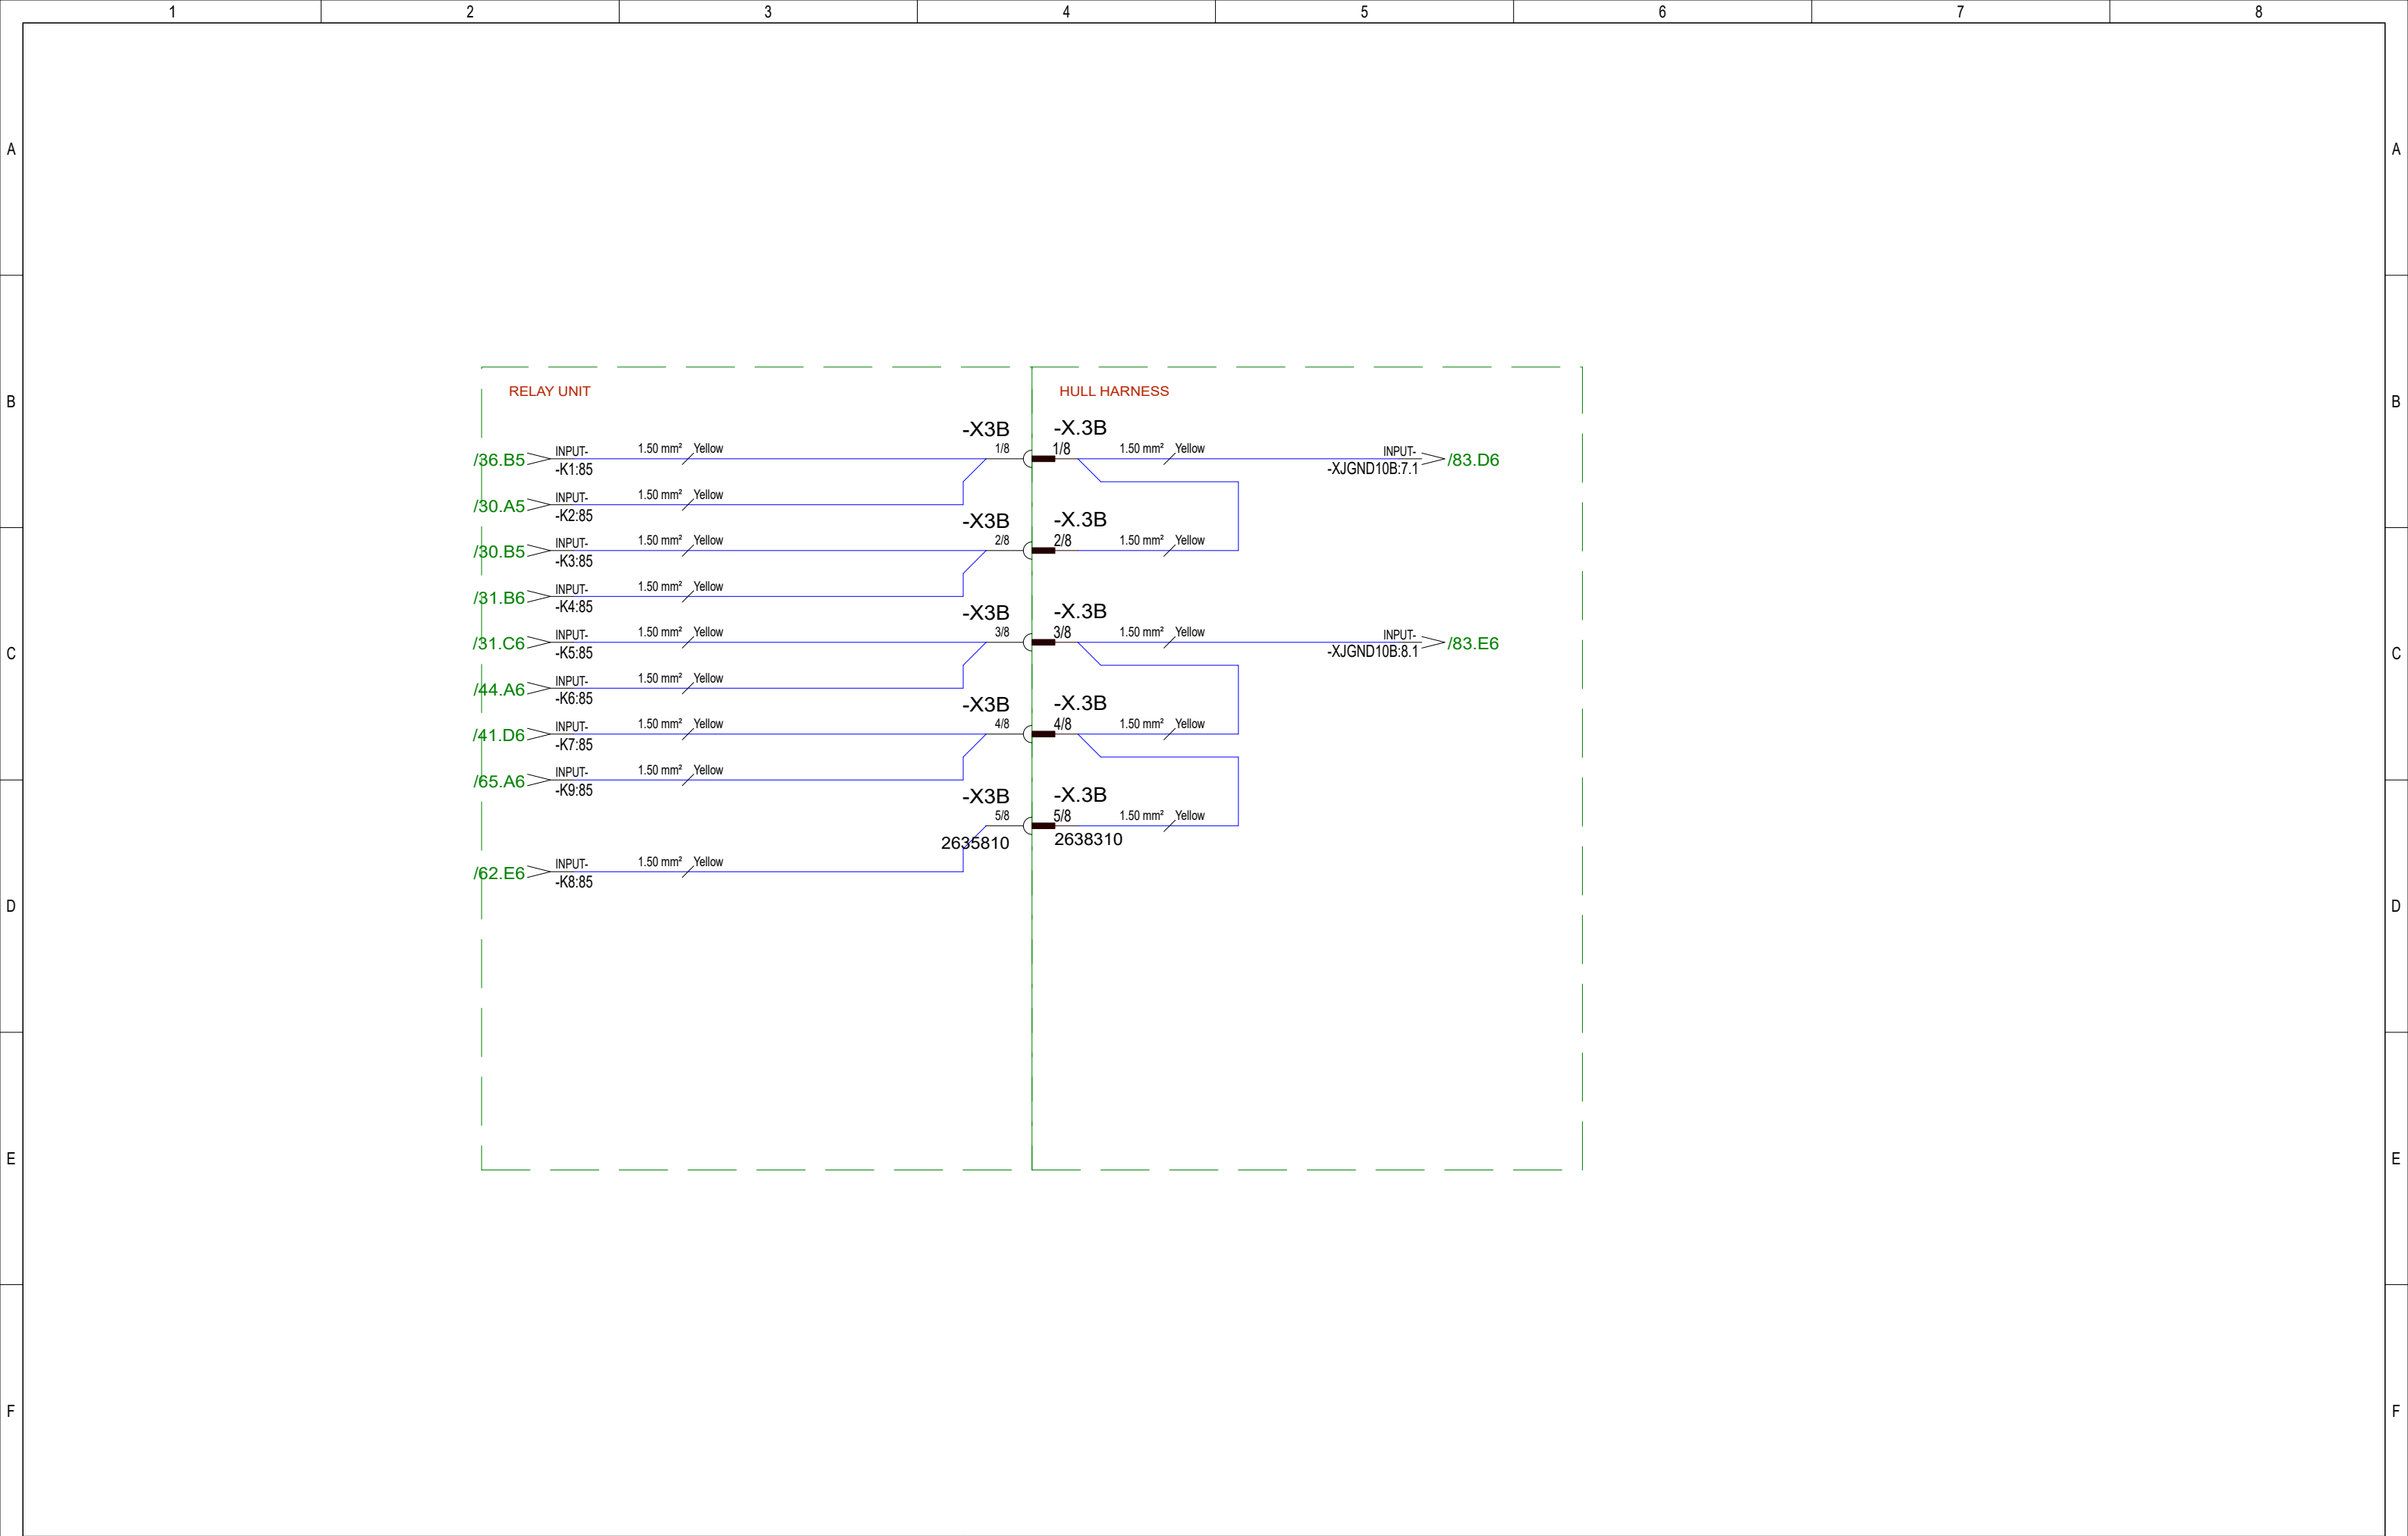 1 2 3 4 5 6 7 8
A A
B B
RELAY UNIT HULL HARNESS
-X3B -X.3B
/36.B5 INPUT- 1.50 mm² Yellow 1/8 1/8 1.50 mm² Yellow INPUT- /83.D6
-K1:85 -XJGND10B:7.1
/30.A5 INPUT- 1.50 mm² Yellow
-K2:85
-X3B -X.3B
/30.B5 INPUT- 1.50 mm² Yellow 2/8 2/8 1.50 mm² Yellow
-K3:85
/31.B6 INPUT- 1.50 mm² Yellow
-K4:85
-X3B -X.3B
/31.C6 INPUT- 1.50 mm² Yellow 3/8 3/8 1.50 mm² Yellow INPUT- /83.E6
-K5:85 -XJGND10B:8.1
C C
/44.A6 INPUT- 1.50 mm² Yellow
-K6:85
-X3B -X.3B
/41.D6 INPUT- 1.50 mm² Yellow 4/8 4/8 1.50 mm² Yellow
-K7:85
/65.A6 INPUT- 1.50 mm² Yellow
-K9:85
-X3B -X.3B
5/8 5/8 1.50 mm² Yellow
2635810 2638310
/62.E6 INPUT- 1.50 mm² Yellow
-K8:85
D D
E E
F F